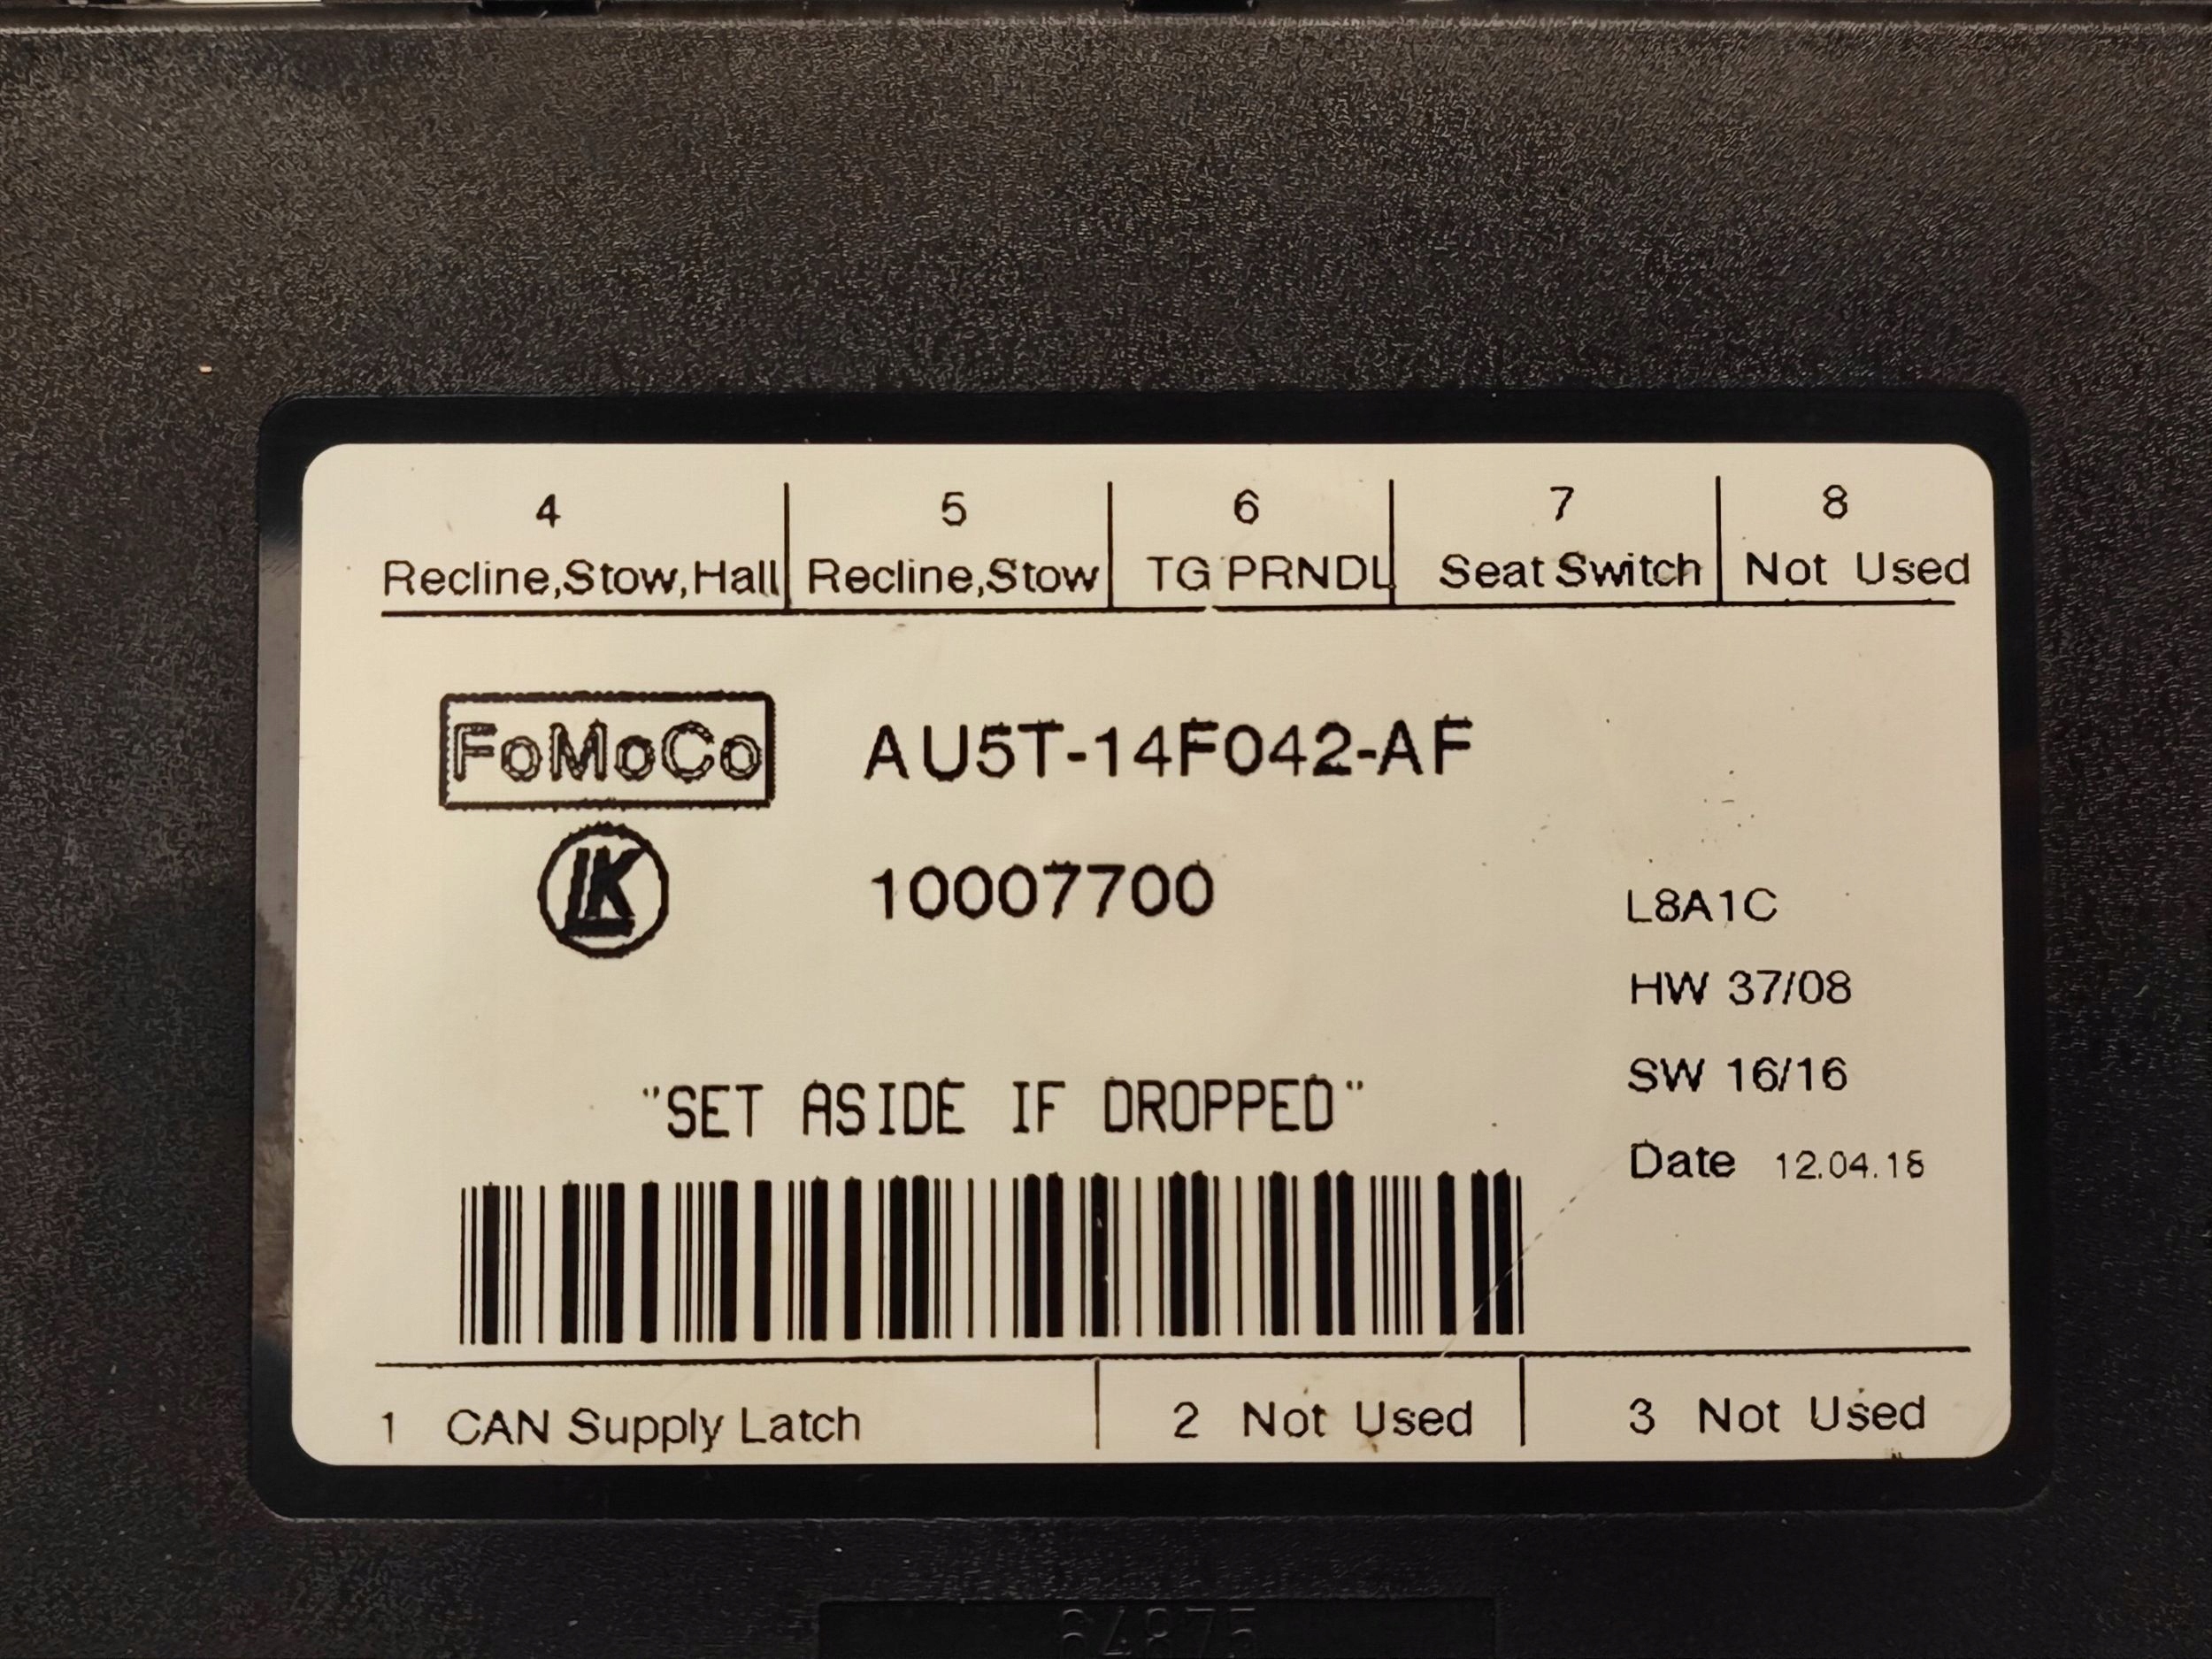 4 5 6 7 8
Recline,Stow,Hall Recline,Stow TG PRNDL Seat Switch Not Used
FoMoCo AU5T-14F042-AF
LK 10007700
L8A1C
HW 37/08
SW 16/16
"SET ASIDE IF DROPPED"
Date 12.04.18
1 CAN Supply Latch 2 Not Used 3 Not Used